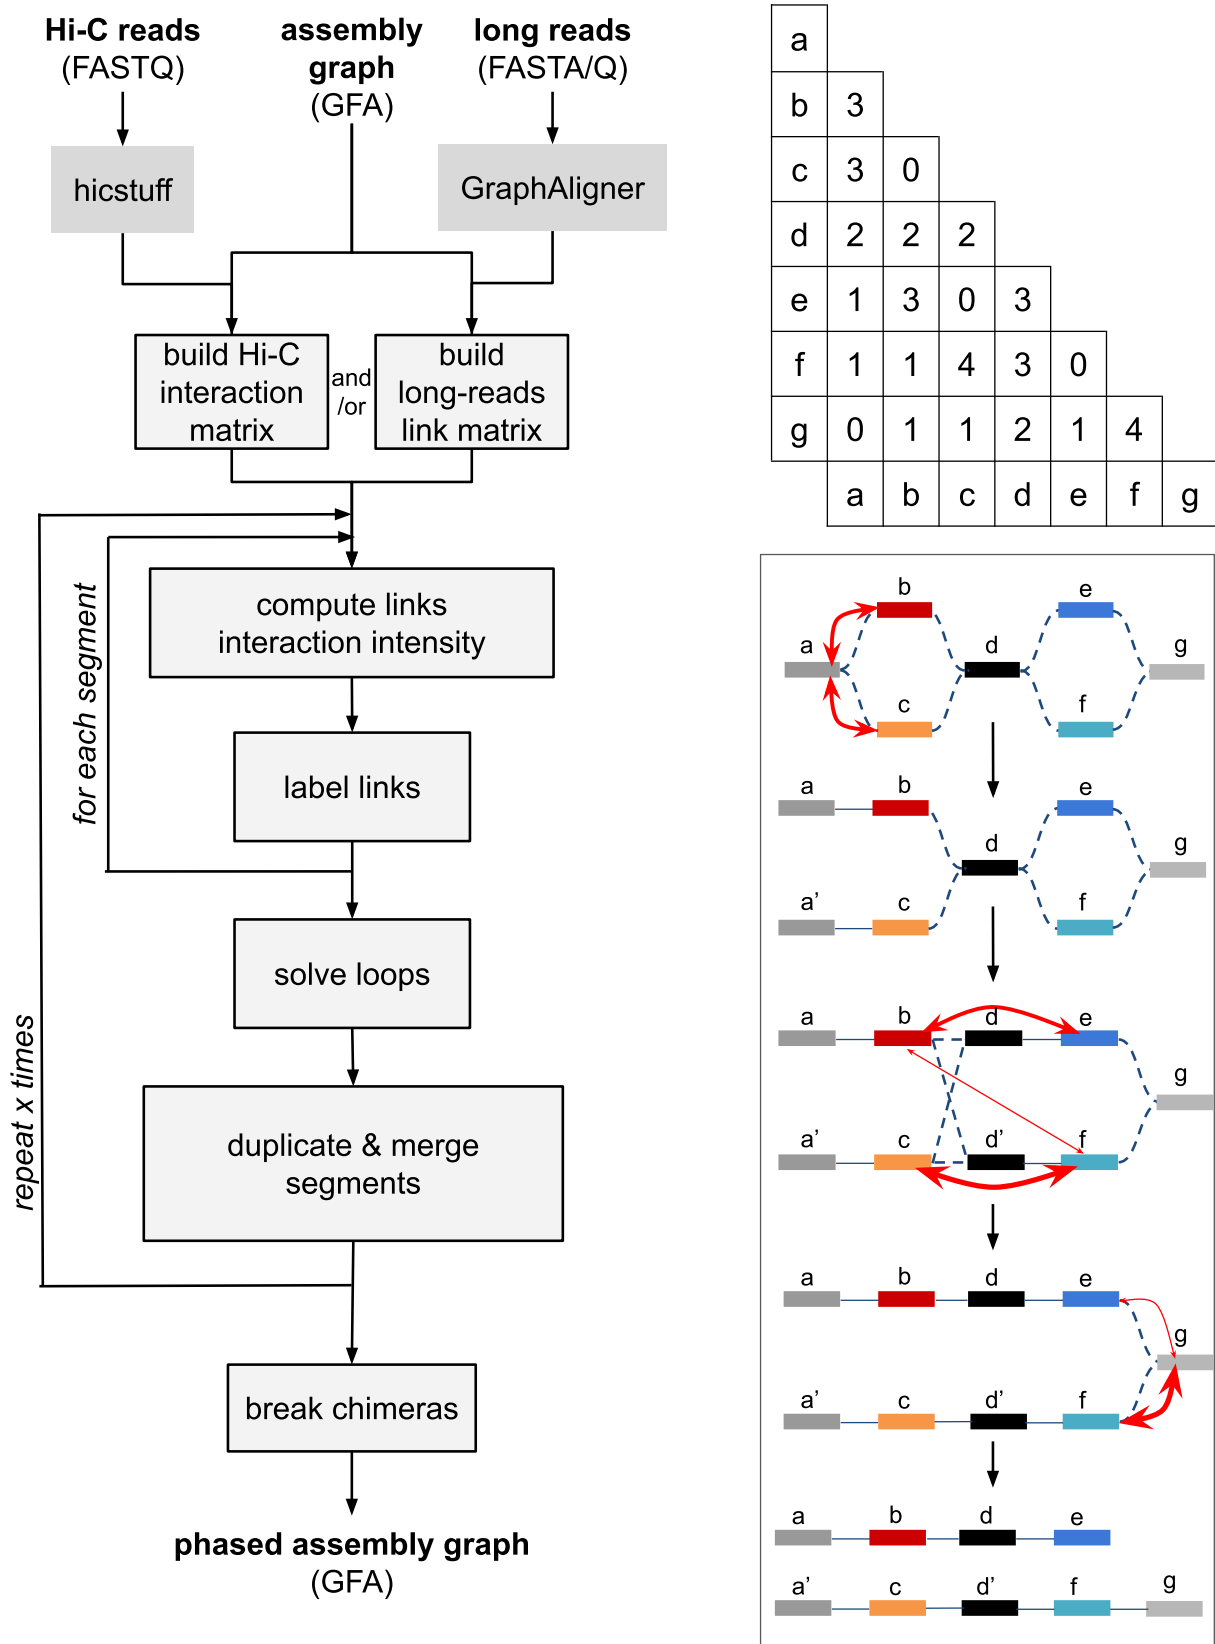 Hi-C reads
(FASTQ)
assembly
graph
(GFA)
long reads
(FASTA/Q)
hicstuff
GraphAligner
build Hi-C
interaction
matrix
and
/or
build
long-reads
link matrix
for each segment
repeat x times
compute links
interaction intensity
label links
solve loops
duplicate & merge
segments
break chimeras
phased assembly graph
(GFA)
a
b 3
c 3 0
d 2 2 2
e 1 3 0 3
f 1 1 4 3 0
g 0 1 1 2 1 4
a b c d e f g
b e
a d g
c f
a b e
d g
a' c f
a b d e
g
a' c d' f
a b d e
g
a' c d' f
a b d e
a' c d' f g